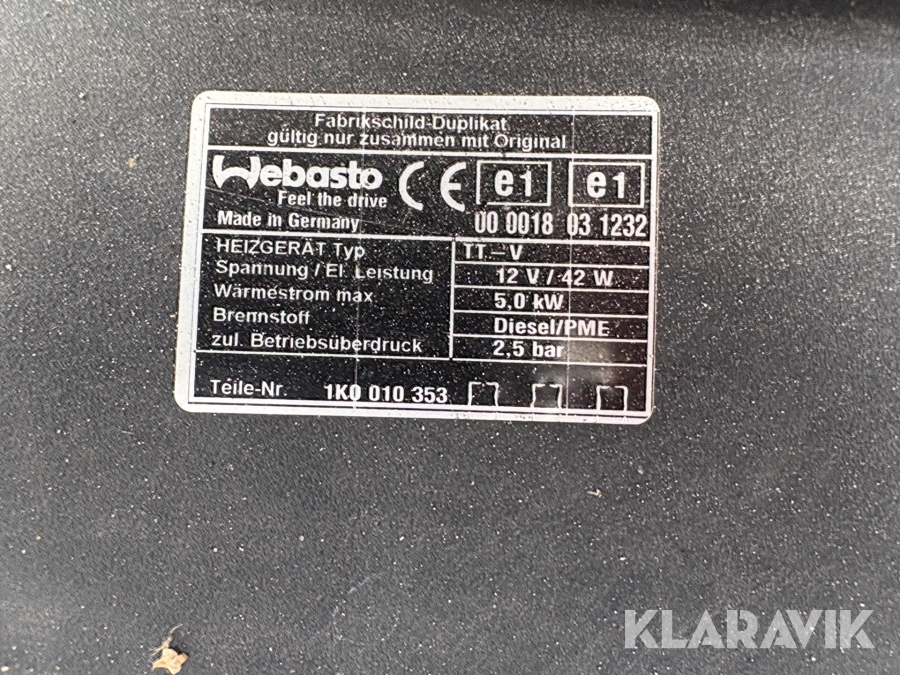 Fabrikschild-Duplikat
gültig nur zusammen mit Original
Webasto CE e1 e1
Feel the drive
Made in Germany 00 0018 03 1232
HEIZGERÄT Typ TT-V
Spannung / El. Leistung 12 V / 42 W
Wärmestrom max 5,0 kW
Brennstoff Diesel/PME
zul. Betriebsüberdruck 2,5 bar
Teile-Nr. 1K0 010 353
KLARAVIK